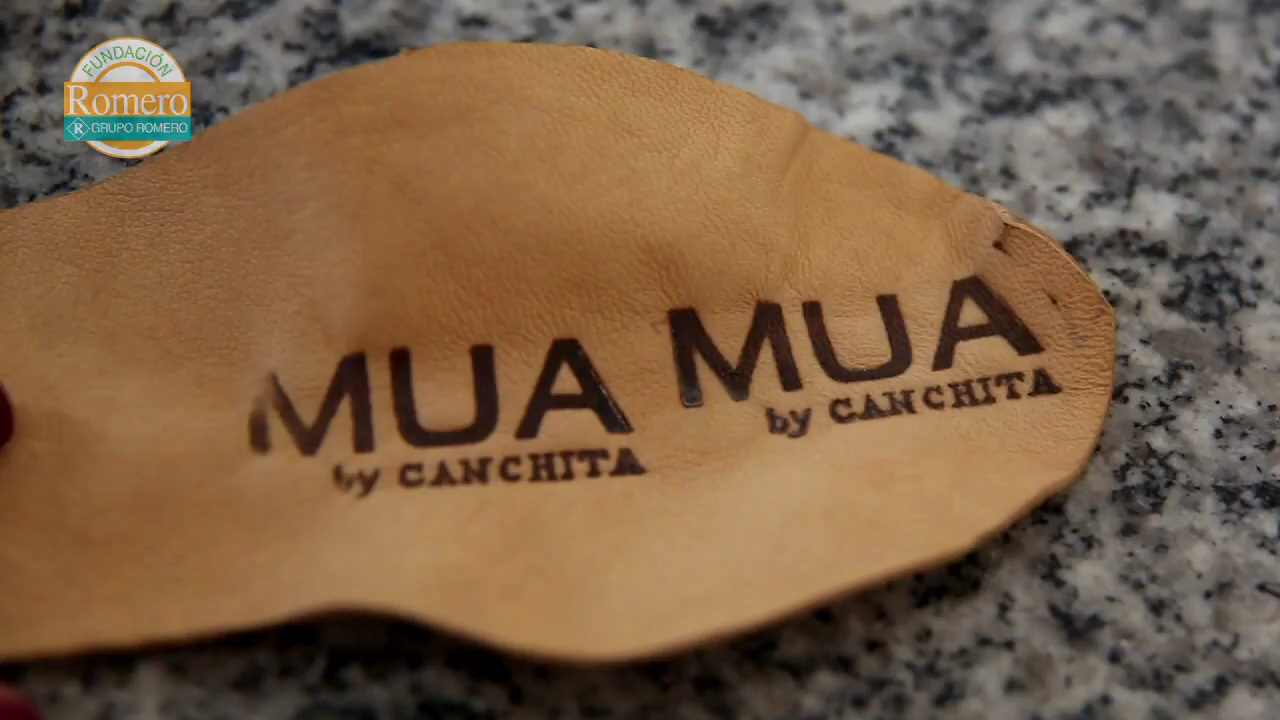 FUNDACIÓN
Romero
R GRUPO ROMERO
MUA MUA
by CANCHITA
by CANCHITA